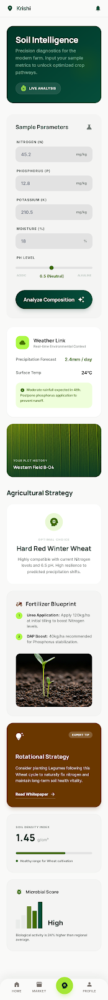 Krishi
Soil Intelligence
Precision diagnostics for the
modern farm. Input your sample
metrics to unlock optimized crop
pathways.
LIVE ANALYSIS
Sample Parameters
NITROGEN (N)
45.2 mg/kg
PHOSPHORUS (P)
12.8 mg/kg
POTASSIUM (K)
210.5 mg/kg
MOISTURE (%)
18 %
PH LEVEL
ACIDIC 6.5 (Neutral) ALKALINE
Analyze Composition
Weather Link
Real-time Environmental Context
Precipitation Forecast 2.4mm / day
Surface Temp 24°C
Moderate rainfall expected in 48h.
Postpone phosphorus application to
prevent runoff.
YOUR PLOT HISTORY
Western Field B-04
Agricultural Strategy
OPTIMAL CHOICE
Hard Red Winter Wheat
Highly compatible with current Nitrogen
levels and 6.5 pH. High resilience to
predicted precipitation shifts.
Fertilizer Blueprint
1 Urea Application: Apply 120kg/ha
at initial tilling to boost Nitrogen
levels.
2 DAP Boost: 40kg/ha recommended
for Phosphorus stabilization.
EXPERT TIP
Rotational Strategy
Consider planting Legumes following this
Wheat cycle to naturally fix nitrogen and
maintain long-term soil health vitality.
Read Whitepaper
SOIL DENSITY INDEX
1.45 g/cm³
Healthy range for Wheat cultivation
Microbial Score
High
Biological activity is 24% higher than regional
average.
HOME MARKET PROFILE